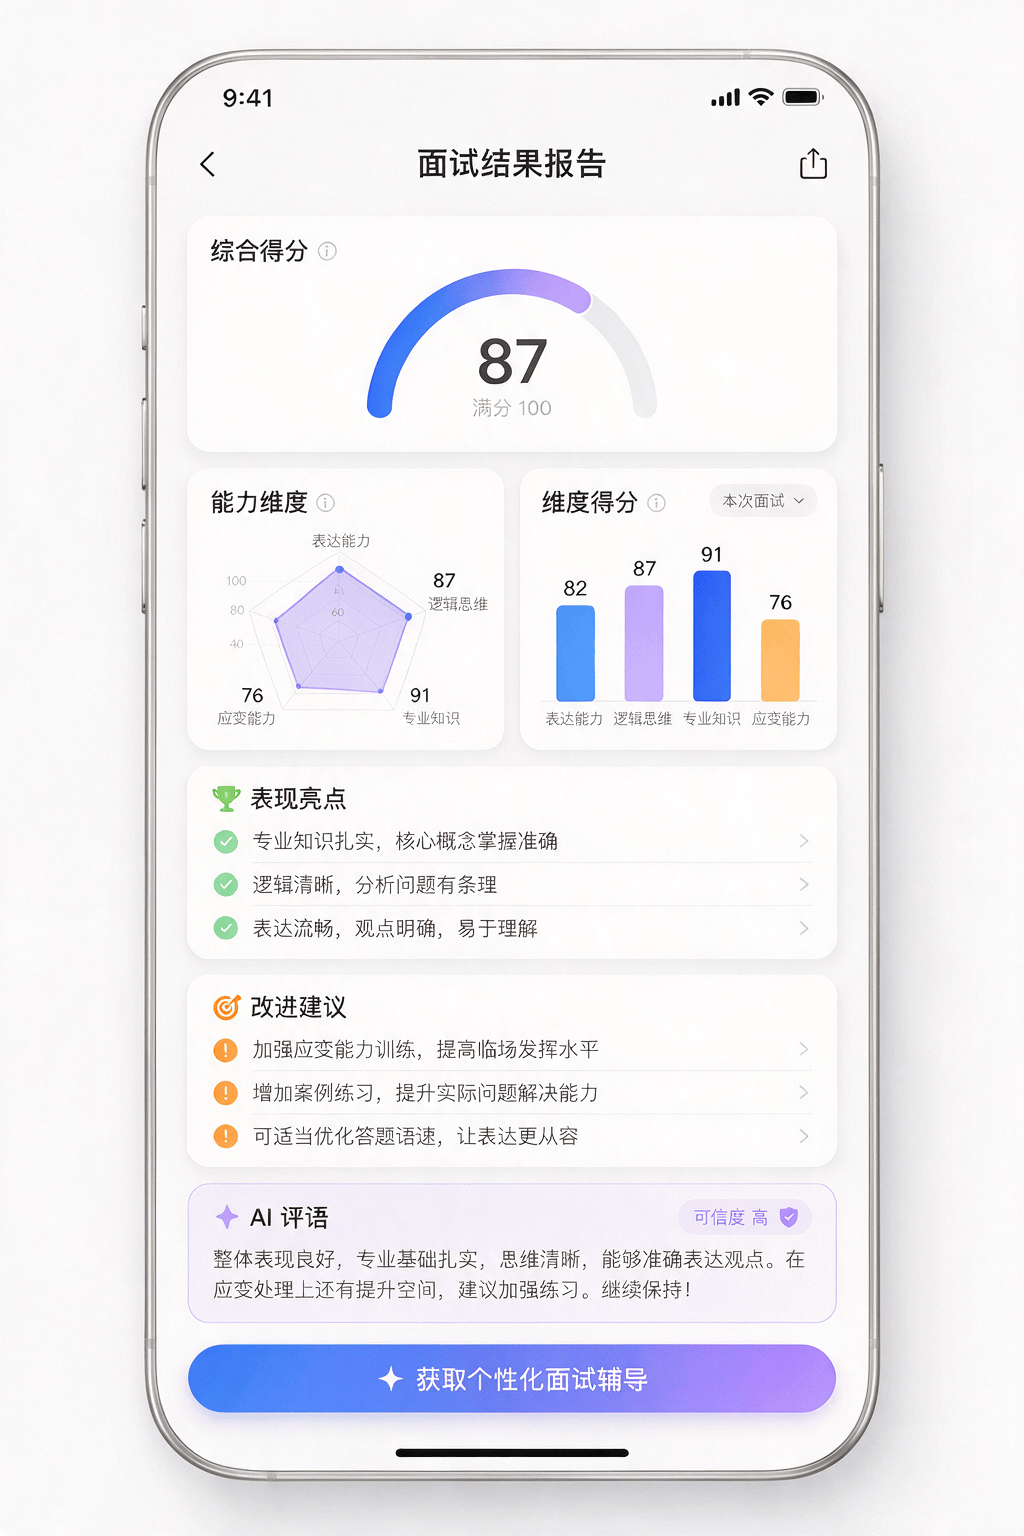 9:41
面试结果报告
综合得分
87
满分 100
能力维度
表达能力
100
80
60
40
87
逻辑思维
91
专业知识
76
应变能力
维度得分
本次面试
82
87
91
76
表达能力
逻辑思维
专业知识
应变能力
表现亮点
专业知识扎实，核心概念掌握准确
逻辑清晰，分析问题有条理
表达流畅，观点明确，易于理解
改进建议
加强应变能力训练，提高临场发挥水平
增加案例练习，提升实际问题解决能力
可适当优化答题语速，让表达更从容
AI 评语
可信度 高
整体表现良好，专业基础扎实，思维清晰，能够准确表达观点。在
应变处理上还有提升空间，建议加强练习。继续保持！
获取个性化面试辅导